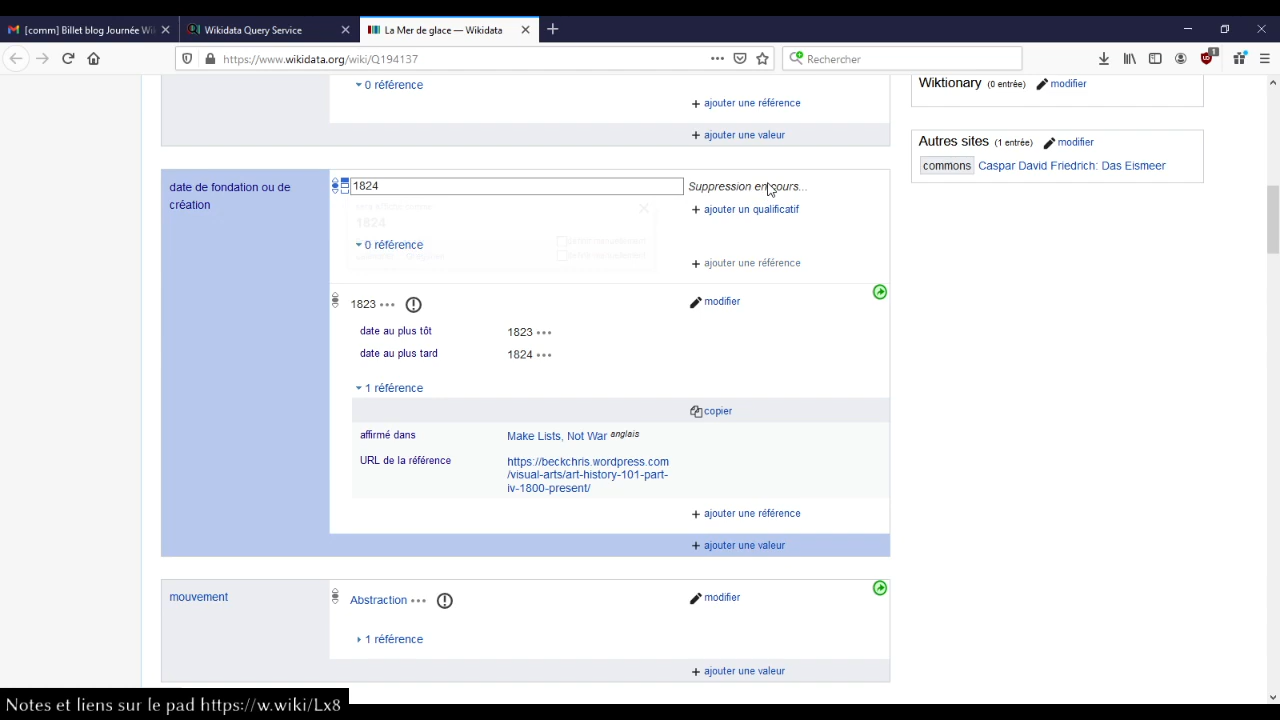 [comm] Billet blog Journée Wi
Wikidata Query Service
La Mer de glace — Wikidata
https://www.wikidata.org/wiki/Q194137
Rechercher
1
0 référence
+ ajouter une référence
+ ajouter une valeur
Wiktionary (0 entrée) modifier
Autres sites (1 entrée) modifier
commons Caspar David Friedrich: Das Eismeer
date de fondation ou de
création
1824 Suppression en cours...
+ ajouter un qualificatif
1824
0 référence
+ ajouter une référence
1823 modifier
date au plus tôt 1823
date au plus tard 1824
1 référence
copier
affirmé dans Make Lists, Not War anglais
URL de la référence https://beckchris.wordpress.com
/visual-arts/art-history-101-part-
iv-1800-present/
+ ajouter une référence
+ ajouter une valeur
mouvement Abstraction modifier
1 référence
+ ajouter une valeur
Notes et liens sur le pad https://w.wiki/Lx8